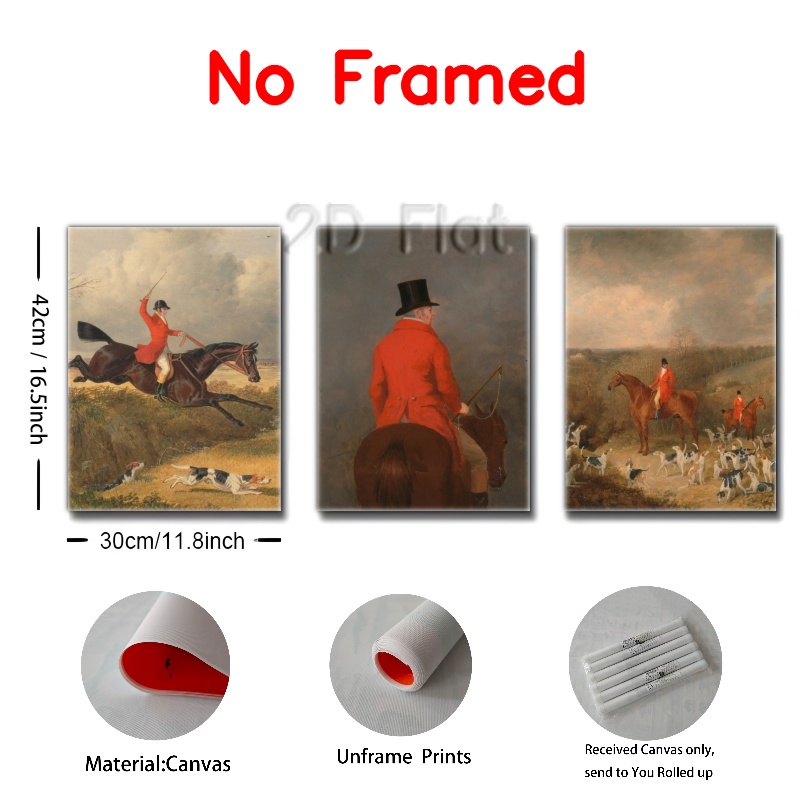 No Framed
2D Flat
42cm / 16.5inch
30cm/11.8inch
Material:Canvas
Unframe Prints
Received Canvas only,
send to You Rolled up